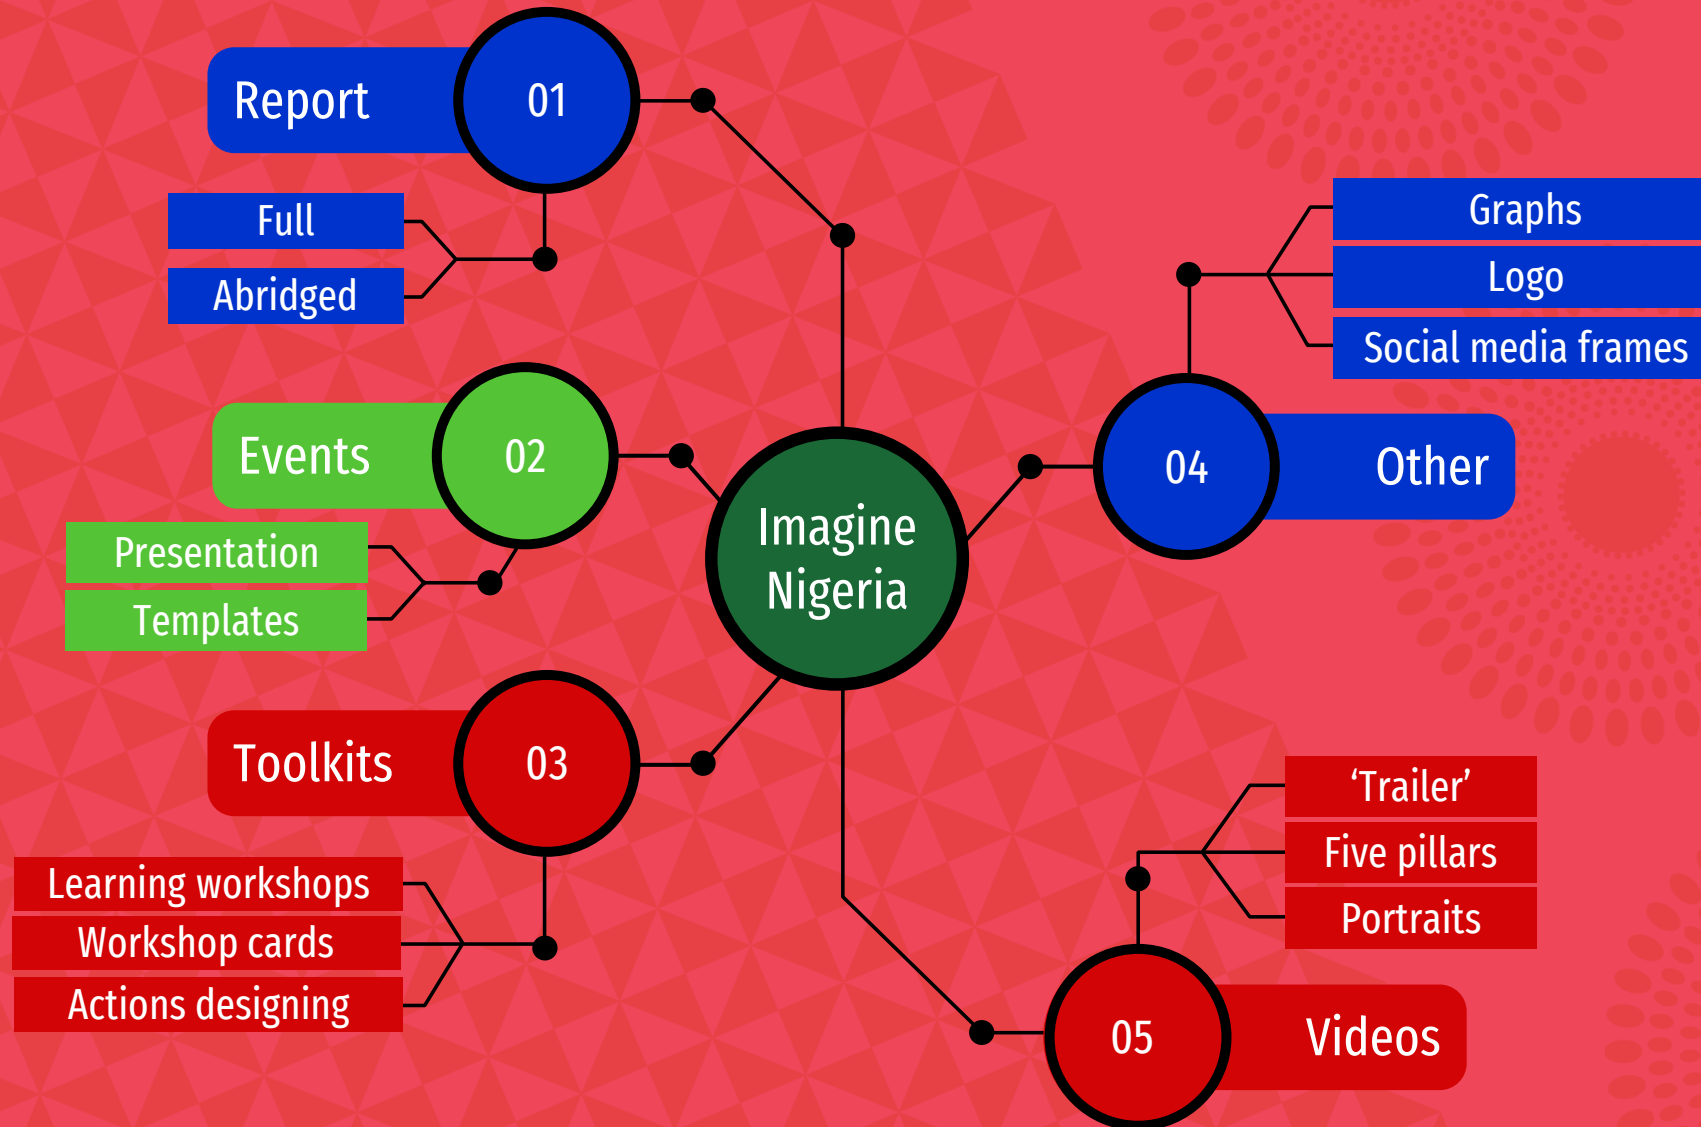 Report
01
Full
Abridged
Events
02
Presentation
Templates
Toolkits
03
Learning workshops
Workshop cards
Actions designing
Imagine
Nigeria
Graphs
Logo
Social media frames
04
Other
‘Trailer’
Five pillars
Portraits
05
Videos